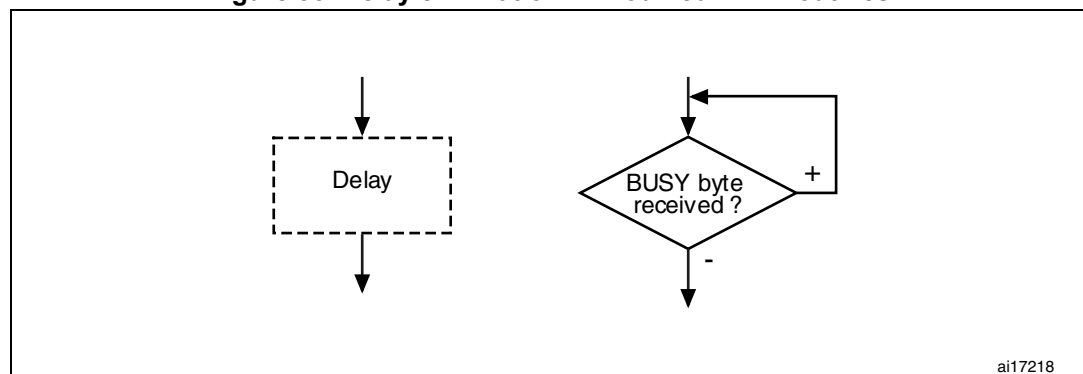 Delay
BUSY byte
received ?
+
-
ai17218